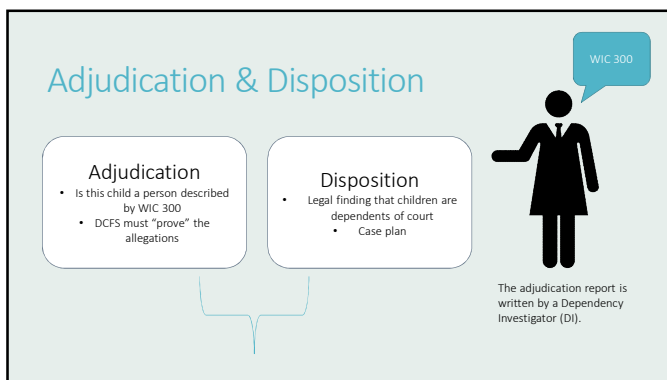 Adjudication & Disposition
WIC 300
Adjudication
• Is this child a person described
by WIC 300
• DCFS must “prove” the
allegations
Disposition
• Legal finding that children are
dependents of court
• Case plan
The adjudication report is
written by a Dependency
Investigator (DI).